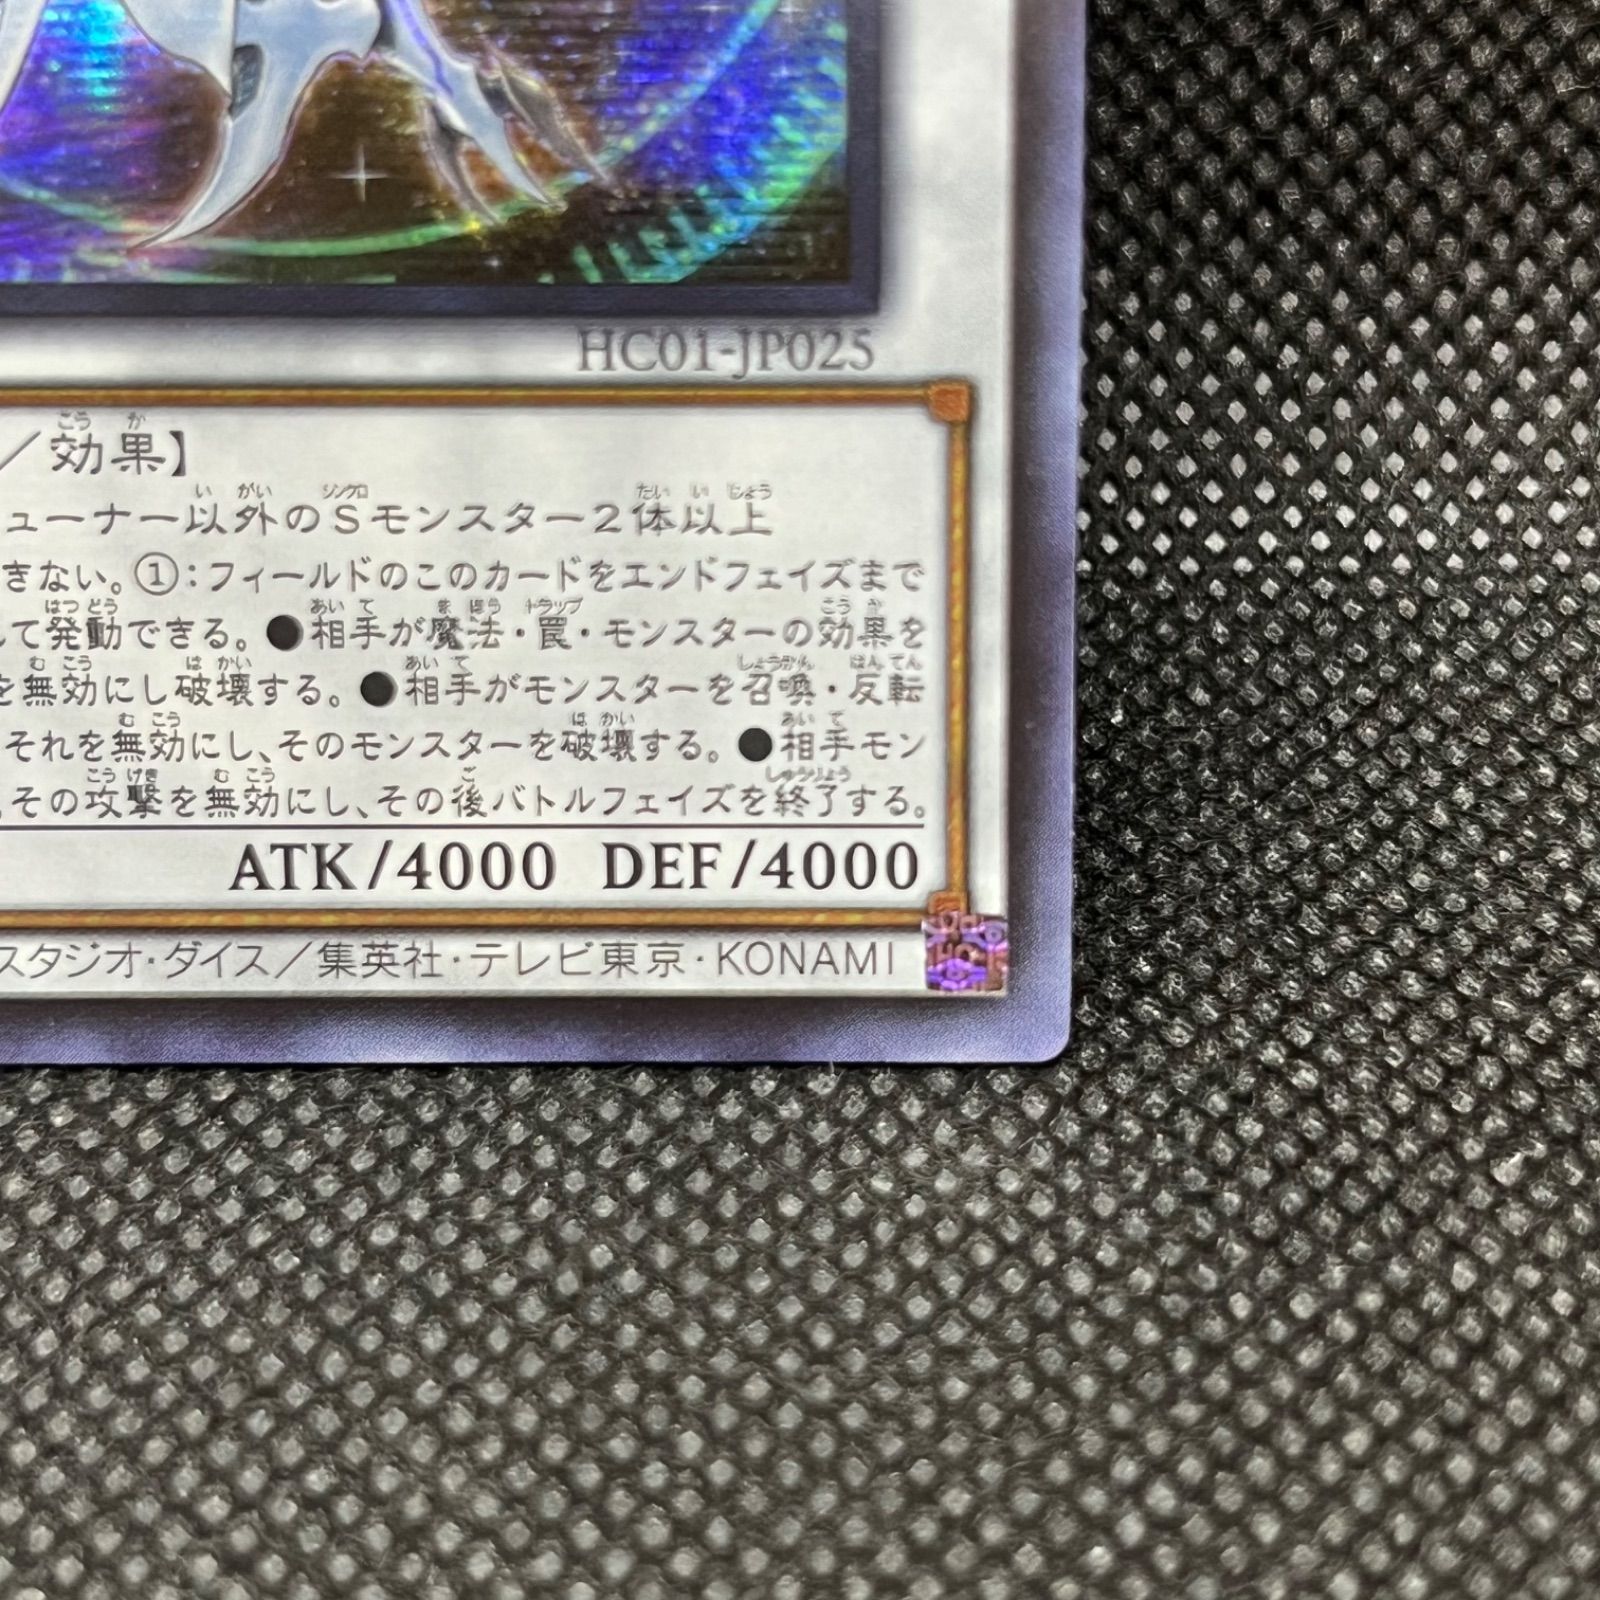 HC01-JP025
／効果】
ューナー以外のSモンスター2体以上
きない。①：フィールドのこのカードをエンドフェイズまで
して発動できる。●相手が魔法・罠・モンスターの効果を
を無効にし破壊する。●相手がモンスターを召喚・反転
それを無効にし、そのモンスターを破壊する。●相手モン
、その攻撃を無効にし、その後バトルフェイズを終了する。
ATK/4000 DEF/4000
スタジオ・ダイス／集英社・テレビ東京・KONAMI